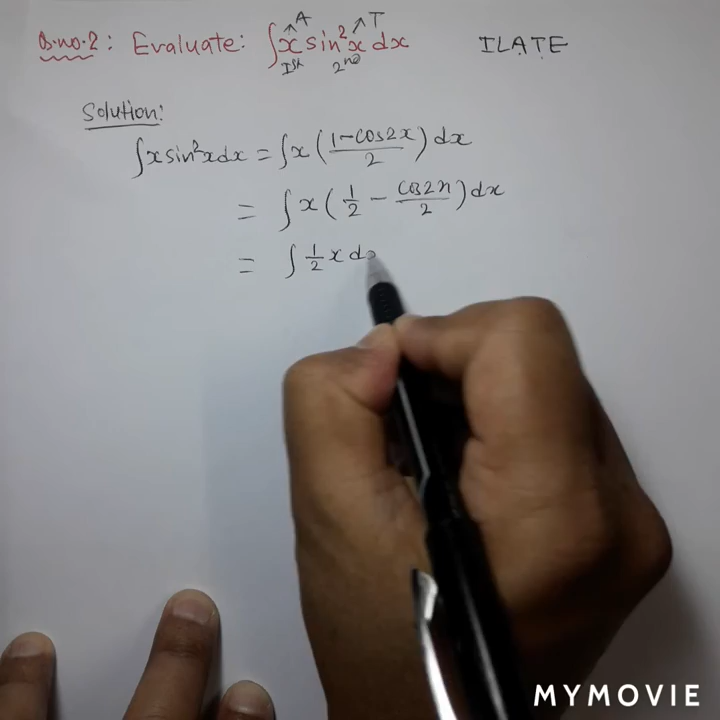 Q.no.2: Evaluate: ∫x sin²x dx ILATE
↑A ↗T
Ist 2nd
Solution:
∫x sin²x dx = ∫x (1-cos2x / 2) dx
= ∫x (1/2 - cos2x / 2) dx
= ∫ 1/2 x dx
MYMOVIE